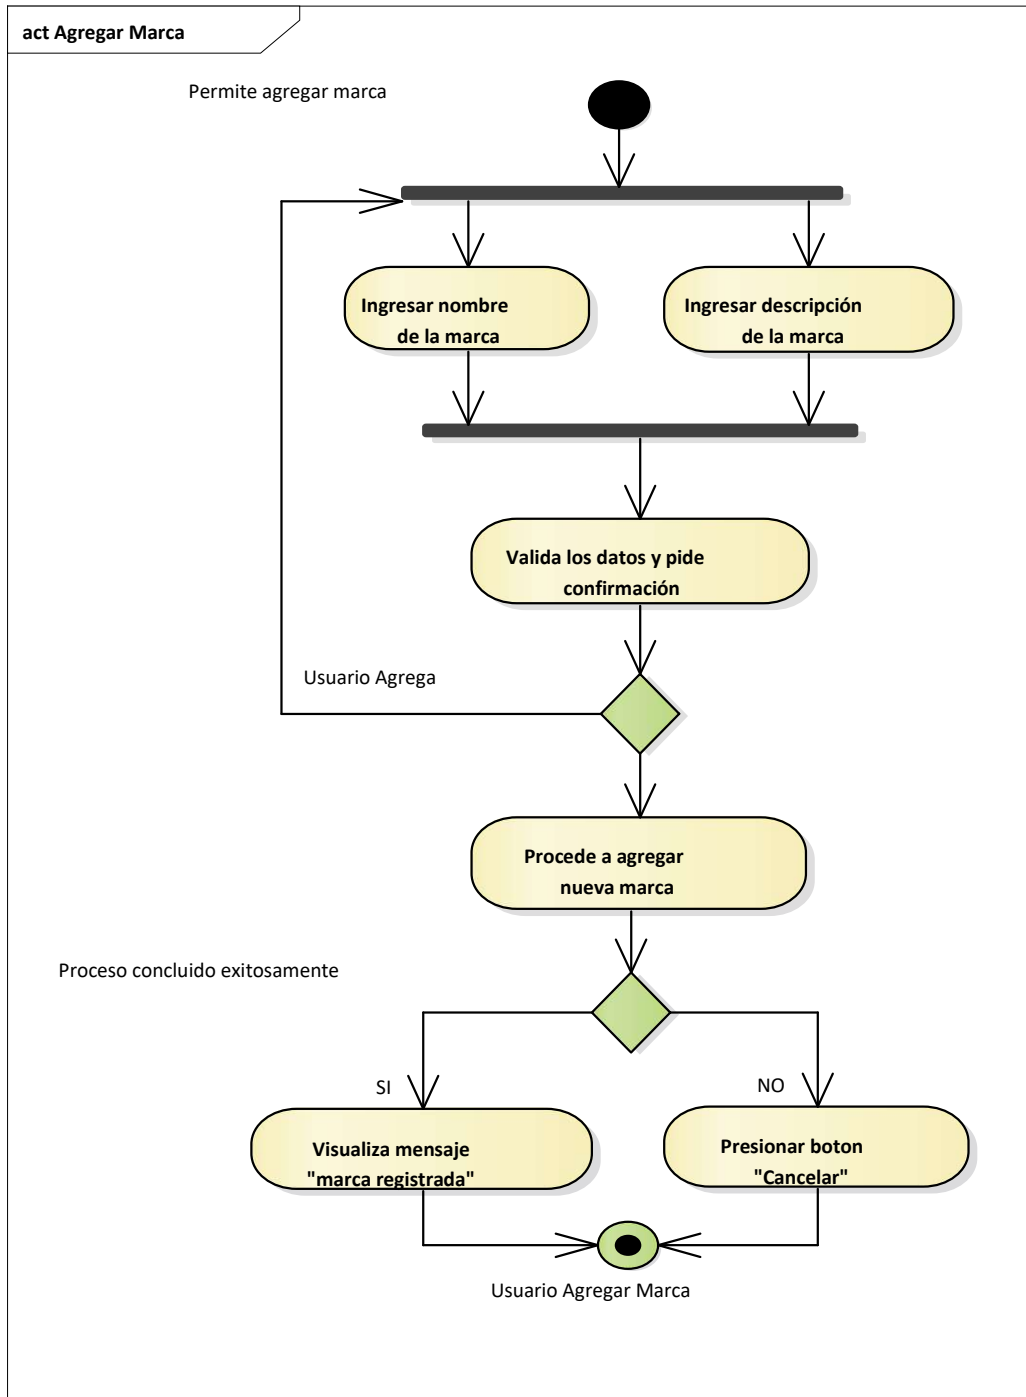 act Agregar Marca
Permite agregar marca
Ingresar nombre
de la marca
Ingresar descripción
de la marca
Valida los datos y pide
confirmación
Usuario Agrega
Procede a agregar
nueva marca
Proceso concluido exitosamente
SI
NO
Visualiza mensaje
"marca registrada"
Presionar boton
"Cancelar"
Usuario Agregar Marca